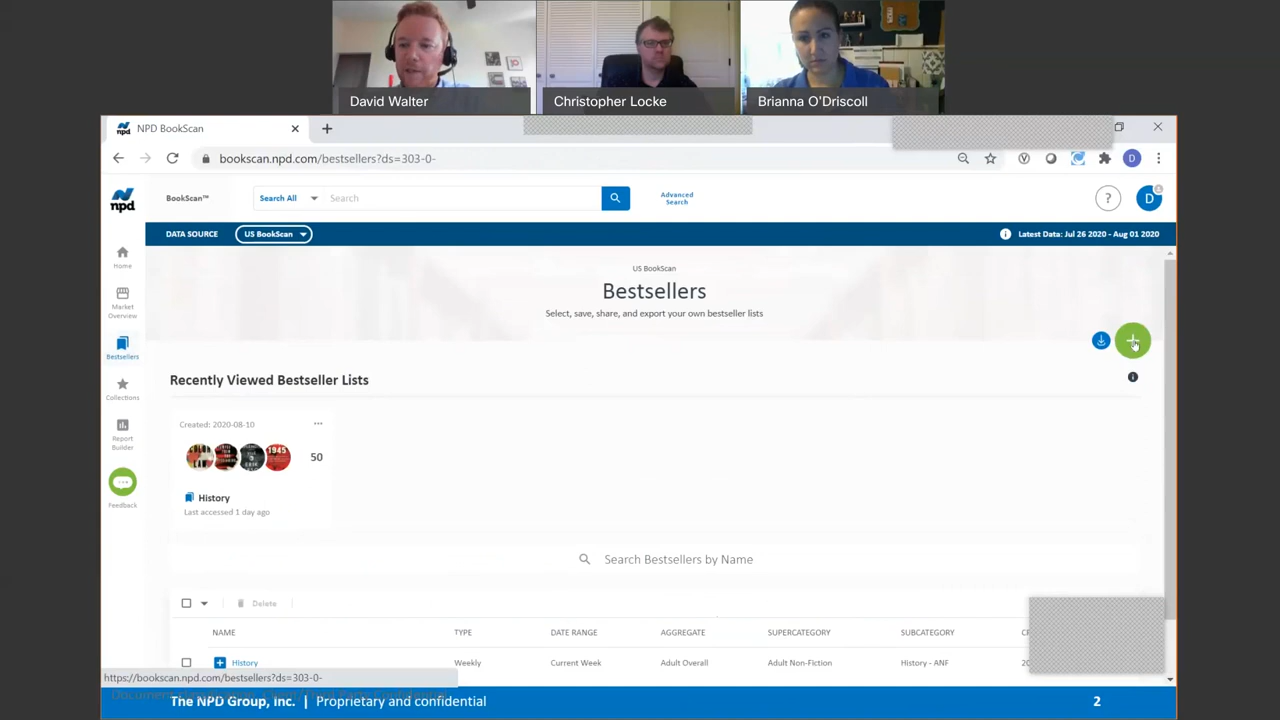 David Walter
Christopher Locke
Brianna O'Driscoll
npd
NPD BookScan
bookscan.npd.com/bestsellers?ds=303-0-
D
npd
BookScan™
Search All
Search
Advanced
Search
?
D
DATA SOURCE
US BookScan
Latest Data: Jul 26 2020 - Aug 01 2020
Home
Market
Overview
Bestsellers
Collections
Report
Builder
Feedback
US BookScan
Bestsellers
Select, save, share, and export your own bestseller lists
Recently Viewed Bestseller Lists
Created: 2020-08-10
...
1945
50
History
Last accessed 1 day ago
Search Bestsellers by Name
Delete
NAME
TYPE
DATE RANGE
AGGREGATE
SUPERCATEGORY
SUBCATEGORY
History
Weekly
Current Week
Adult Overall
Adult Non-Fiction
History - ANF
https://bookscan.npd.com/bestsellers?ds=303-0-
The NPD Group, Inc. | Proprietary and confidential
2